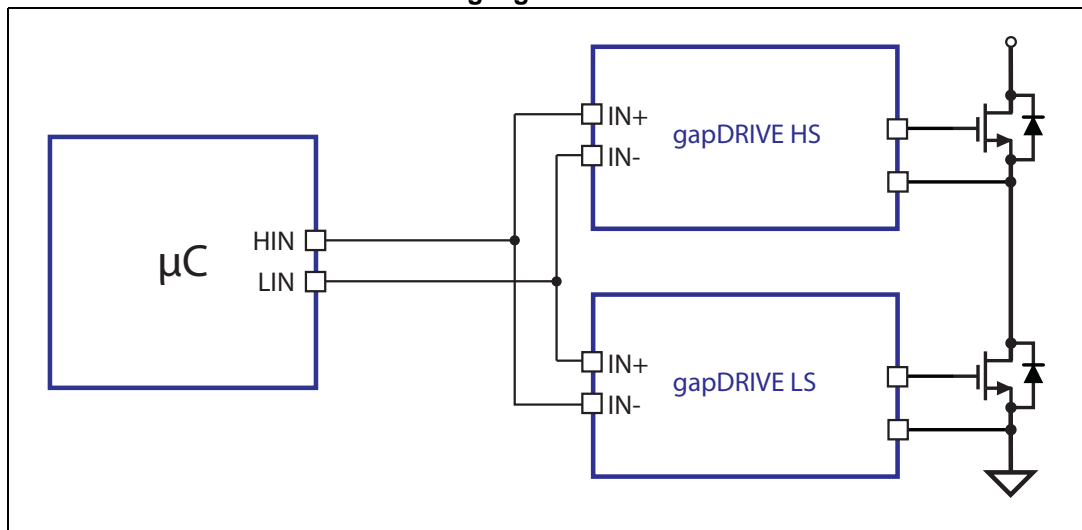 μC
HIN
LIN
IN+
IN-
gapDRIVE HS
IN+
IN-
gapDRIVE LS